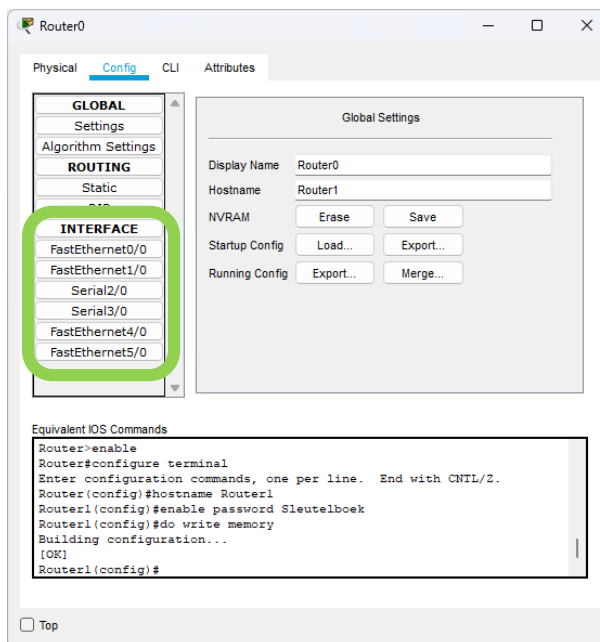 Router0
Physical Config CLI Attributes
GLOBAL
Settings
Algorithm Settings
ROUTING
Static
INTERFACE
FastEthernet0/0
FastEthernet1/0
Serial2/0
Serial3/0
FastEthernet4/0
FastEthernet5/0
Global Settings
Display Name Router0
Hostname Router1
NVRAM Erase Save
Startup Config Load... Export...
Running Config Export... Merge...
Equivalent IOS Commands
Router>enable
Router#configure terminal
Enter configuration commands, one per line. End with CNTL/Z.
Router(config)#hostname Router1
Router1(config)#enable password Sleutelboek
Router1(config)#do write memory
Building configuration...
[OK]
Router1(config)#
Top